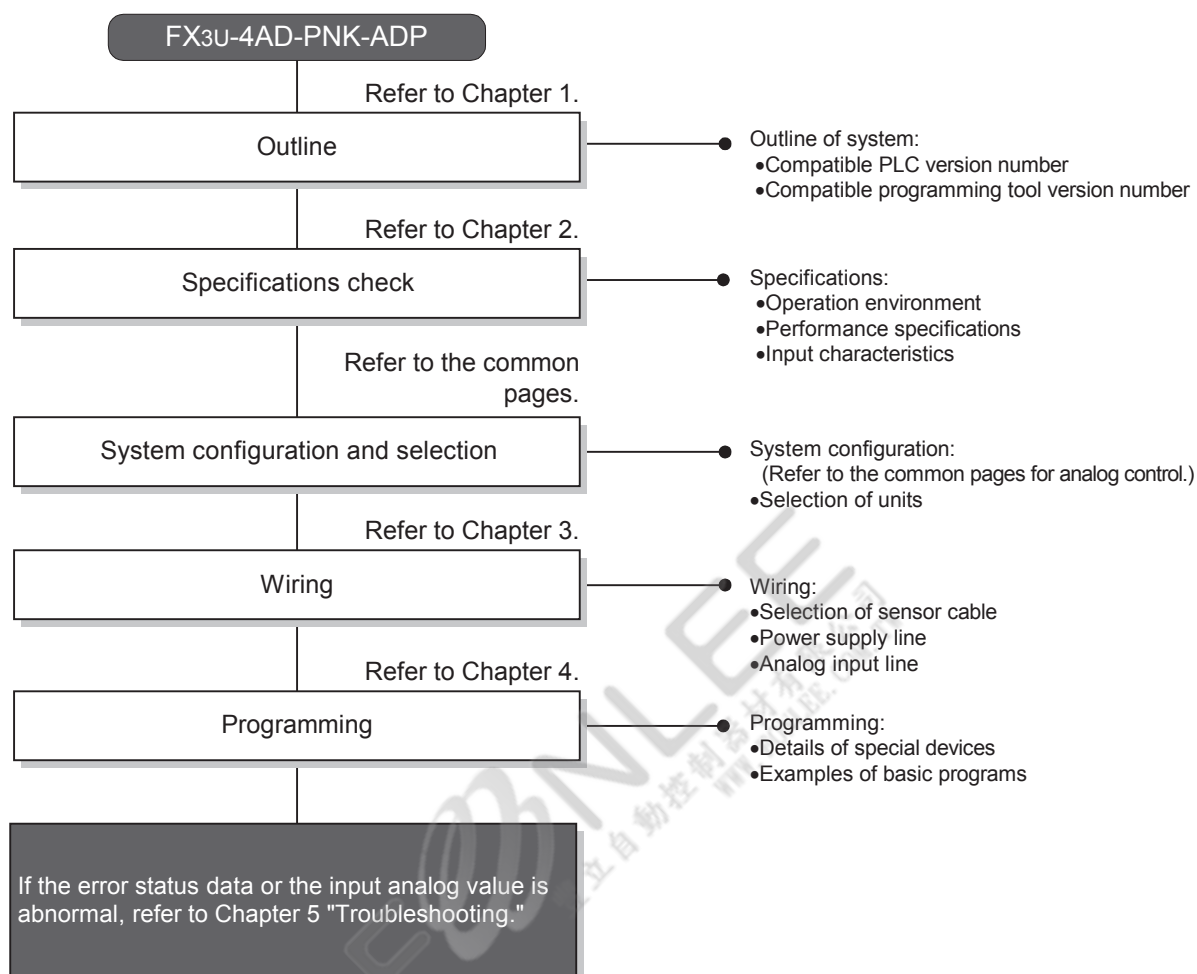 FX3U-4AD-PNK-ADP
Refer to Chapter 1.
Outline
Outline of system:
•Compatible PLC version number
•Compatible programming tool version number
Refer to Chapter 2.
Specifications check
Specifications:
•Operation environment
•Performance specifications
•Input characteristics
Refer to the common
pages.
System configuration and selection
System configuration:
(Refer to the common pages for analog control.)
•Selection of units
Refer to Chapter 3.
Wiring
Wiring:
•Selection of sensor cable
•Power supply line
•Analog input line
Refer to Chapter 4.
Programming
Programming:
•Details of special devices
•Examples of basic programs
If the error status data or the input analog value is
abnormal, refer to Chapter 5 "Troubleshooting."